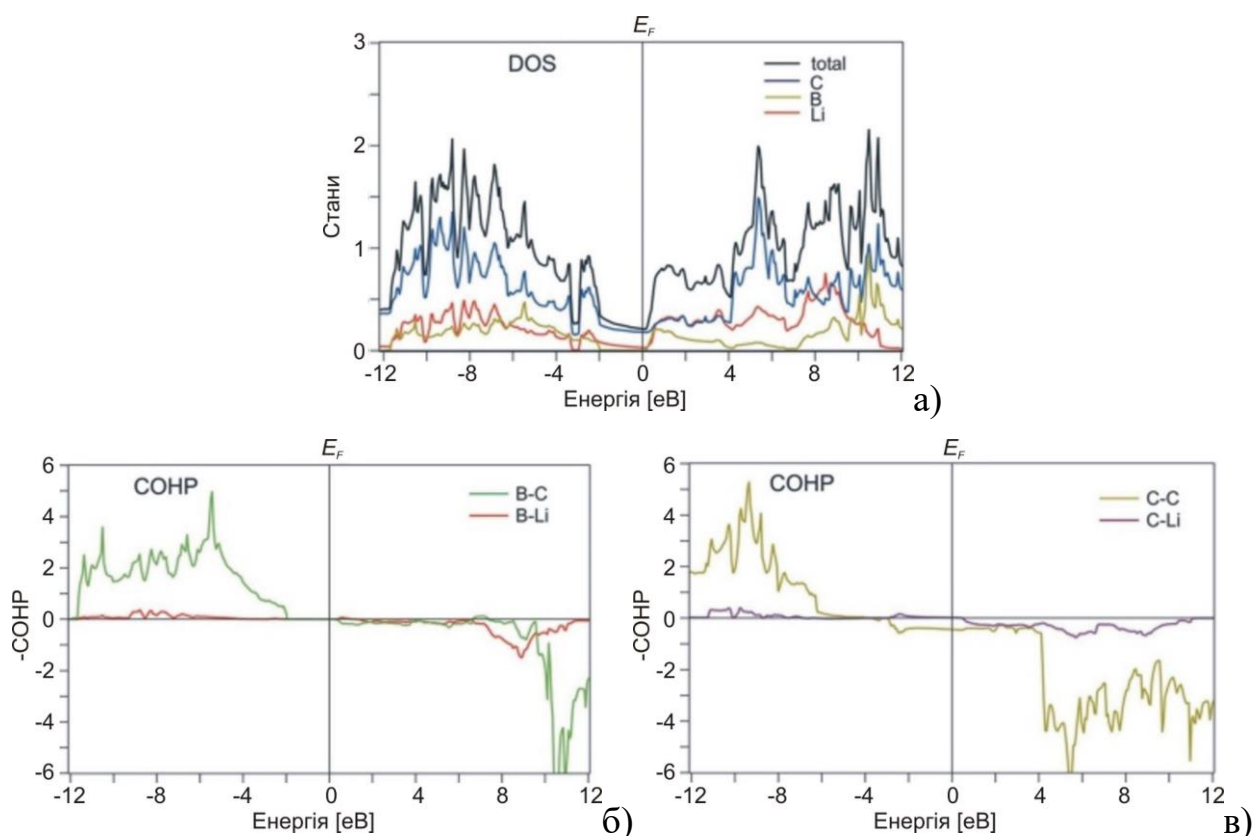 E_F
3
DOS
total
C
B
Li
2
Стани
1
0
-12 -8 -4 0 4 8 12
Енергія [еВ]
а)
E_F
6
COHP
B-C
B-Li
4
2
0
-COHP
-2
-4
-6
-12 -8 -4 0 4 8 12
Енергія [еВ]
б)
E_F
6
COHP
C-C
C-Li
4
2
0
-COHP
-2
-4
-6
-12 -8 -4 0 4 8 12
Енергія [еВ]
в)